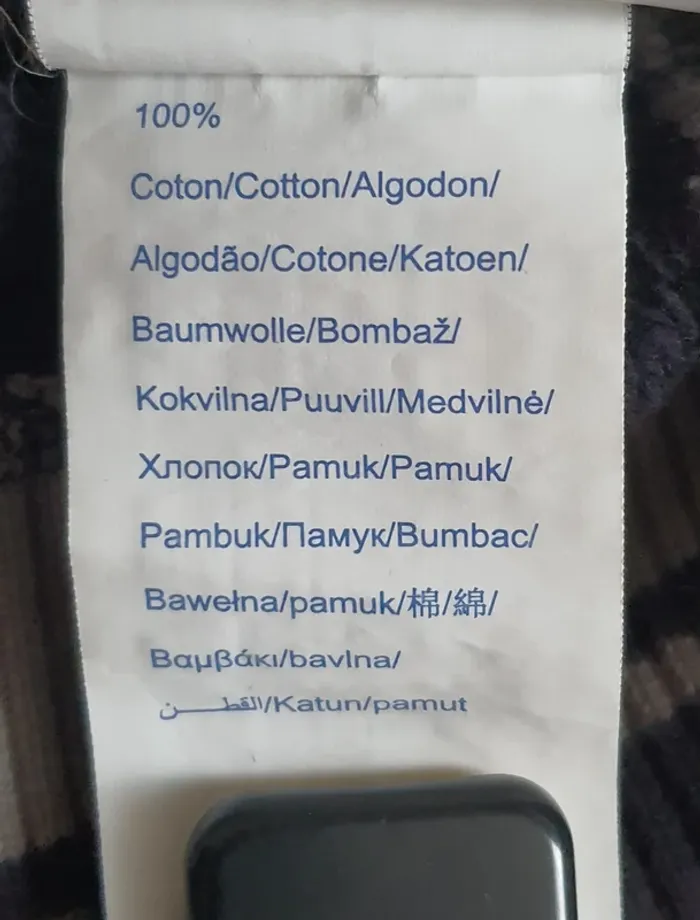 100%
Coton/Cotton/Algodon/
Algodão/Cotone/Katoen/
Baumwolle/Bombaž/
Kokvilna/Puuvill/Medvilnė/
Хлопок/Pamuk/Pamuk/
Pambuk/Памук/Bumbac/
Bawełna/pamuk/棉/綿/
Βαμβάκι/bavlna/
القطــــن/Katun/pamut